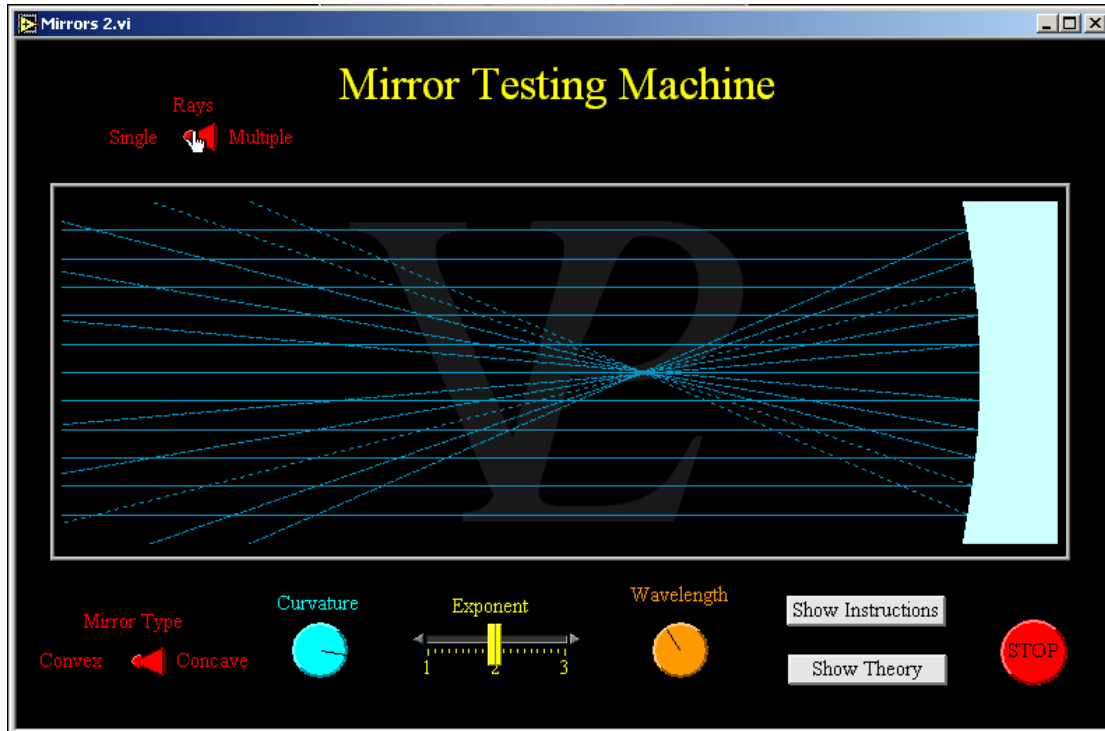 Mirrors 2.vi
Mirror Testing Machine
Rays
Single Multiple
VPL
Mirror Type
Convex Concave
Curvature
Exponent
1 2 3
Wavelength
Show Instructions
Show Theory
STOP